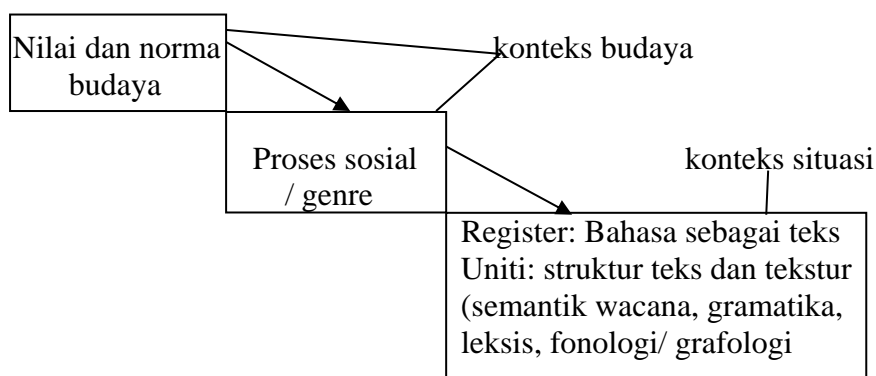 Nilai dan norma
budaya
konteks budaya
Proses sosial
/ genre
konteks situasi
Register: Bahasa sebagai teks
Uniti: struktur teks dan tekstur
(semantik wacana, gramatika,
leksis, fonologi/ grafologi